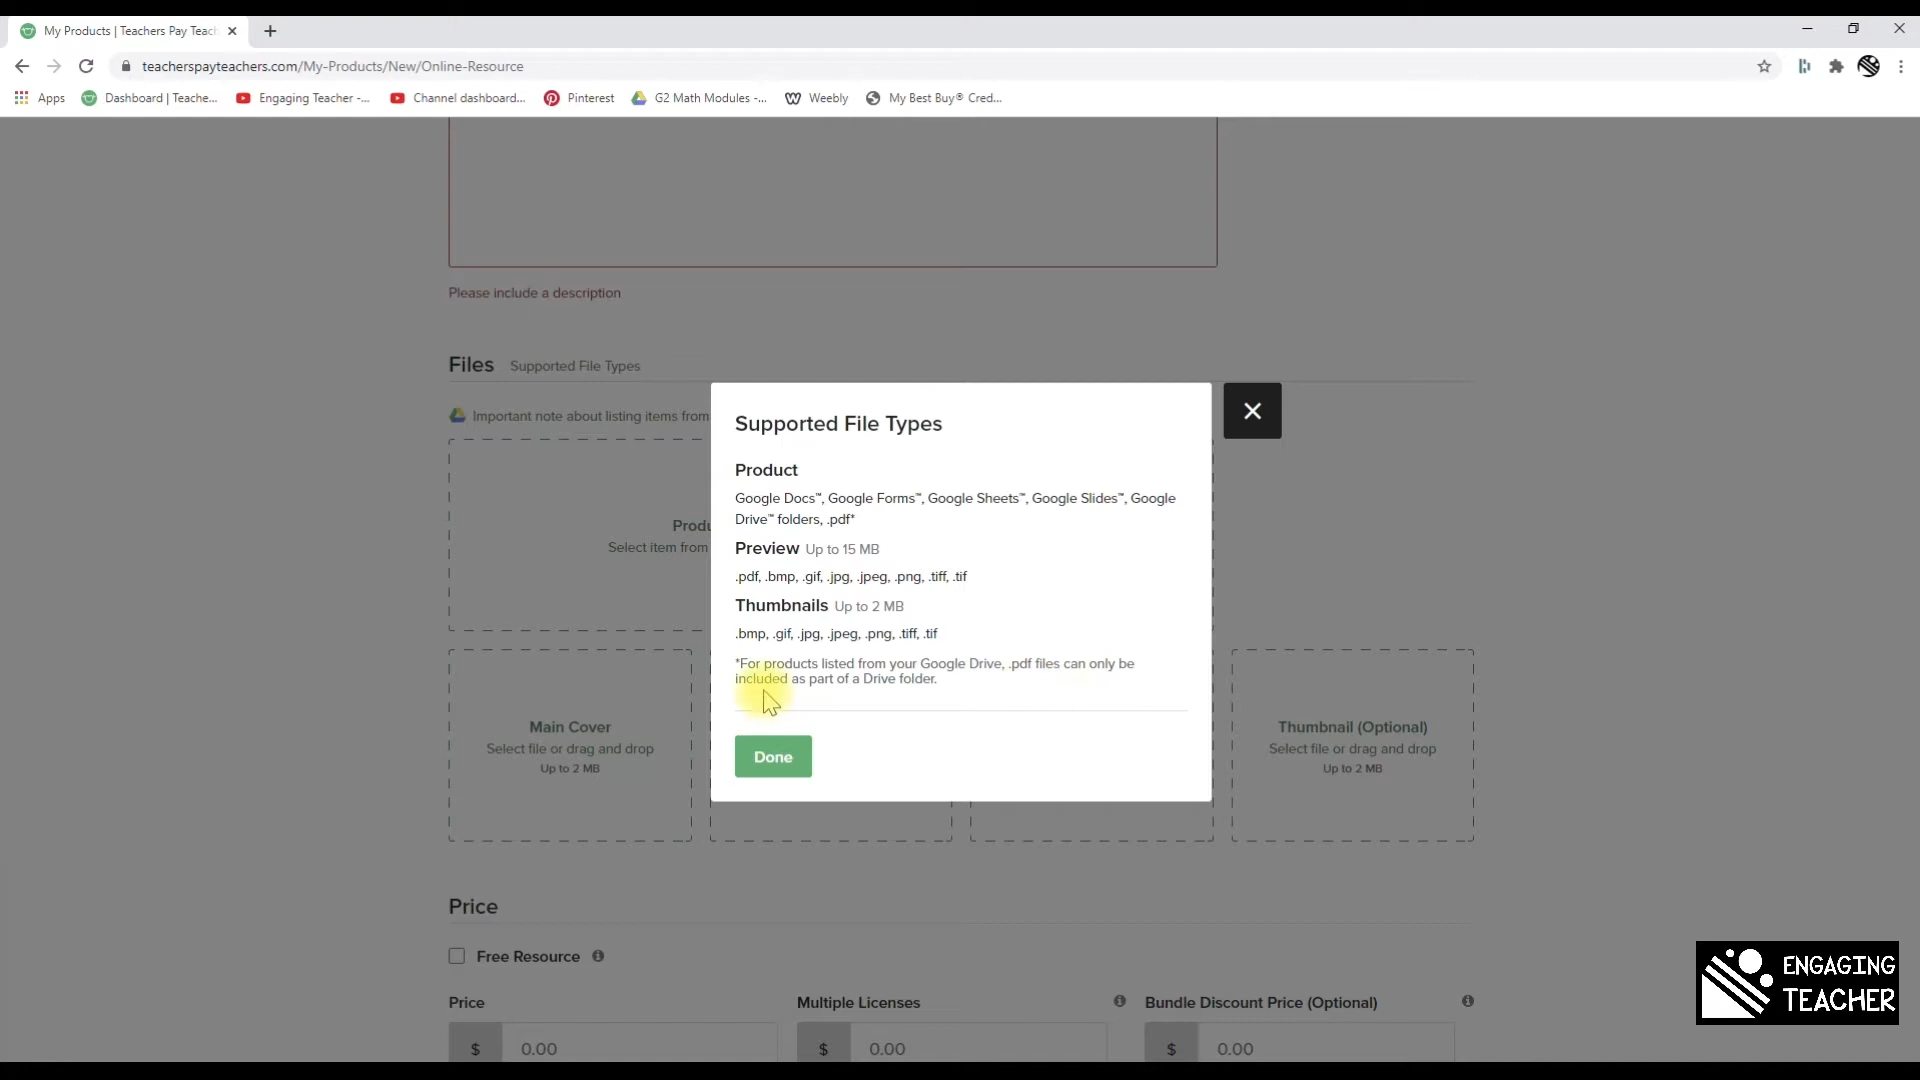 My Products | Teachers Pay Teach
teacherspayteachers.com/My-Products/New/Online-Resource
Apps
Dashboard | Teache...
Engaging Teacher -...
Channel dashboard...
Pinterest
G2 Math Modules -...
Weebly
My Best Buy® Cred...
Please include a description
Files Supported File Types
Important note about listing items from
Produ
Select item from
Supported File Types
Product
Google Docs™, Google Forms™, Google Sheets™, Google Slides™, Google
Drive™ folders, .pdf*
Preview Up to 15 MB
.pdf, .bmp, .gif, .jpg, .jpeg, .png, .tiff, .tif
Thumbnails Up to 2 MB
.bmp, .gif, .jpg, .jpeg, .png, .tiff, .tif
*For products listed from your Google Drive, .pdf files can only be
included as part of a Drive folder.
Done
Main Cover
Select file or drag and drop
Up to 2 MB
Thumbnail (Optional)
Select file or drag and drop
Up to 2 MB
Price
Free Resource
Price
$ 0.00
Multiple Licenses
$ 0.00
Bundle Discount Price (Optional)
$ 0.00
ENGAGING
TEACHER